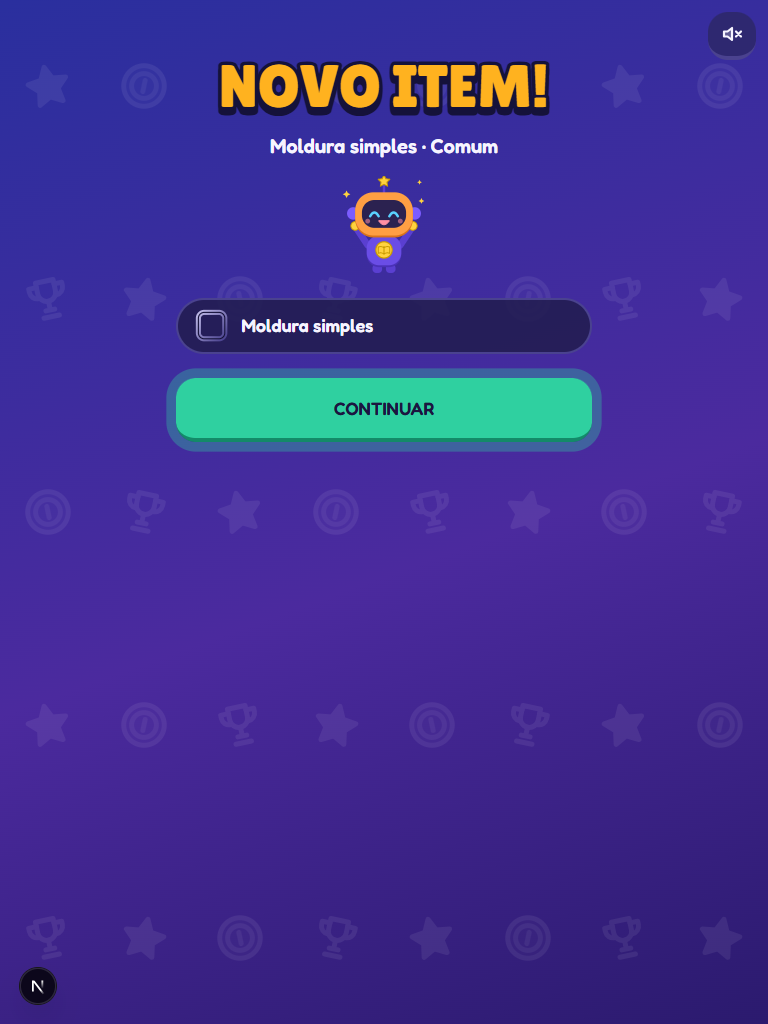 NOVO ITEM!
Moldura simples · Comum
Moldura simples
CONTINUAR
N